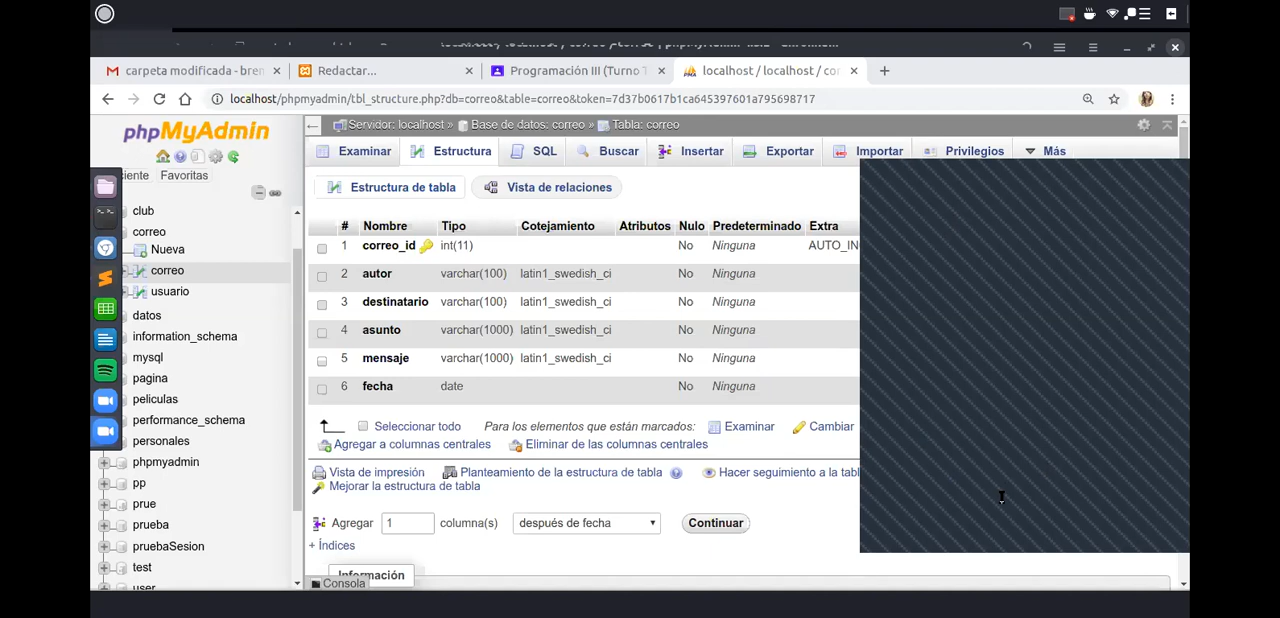 carpeta modificada - bren
Redactar...
Programación III (Turno T
localhost / localhost / cor
localhost/phpmyadmin/tbl_structure.php?db=correo&table=correo&token=7d37b0617b1ca645397601a795698717
phpMyAdmin
Servidor: localhost » Base de datos: correo » Tabla: correo
Examinar Estructura SQL Buscar Insertar Exportar Importar Privilegios Más
ciente Favoritas
Estructura de tabla Vista de relaciones
club
correo
Nueva
correo
usuario
datos
information_schema
mysql
pagina
peliculas
performance_schema
personales
phpmyadmin
pp
prue
prueba
pruebaSesion
test
user
# Nombre Tipo Cotejamiento Atributos Nulo Predeterminado Extra
1 correo_id int(11) No Ninguna AUTO_IN
2 autor varchar(100) latin1_swedish_ci No Ninguna
3 destinatario varchar(100) latin1_swedish_ci No Ninguna
4 asunto varchar(1000) latin1_swedish_ci No Ninguna
5 mensaje varchar(1000) latin1_swedish_ci No Ninguna
6 fecha date No Ninguna
Seleccionar todo Para los elementos que están marcados: Examinar Cambiar
Agregar a columnas centrales Eliminar de las columnas centrales
Vista de impresión Planteamiento de la estructura de tabla Hacer seguimiento a la tabl
Mejorar la estructura de tabla
Agregar 1 columna(s) después de fecha Continuar
+ Índices
Información
Consola